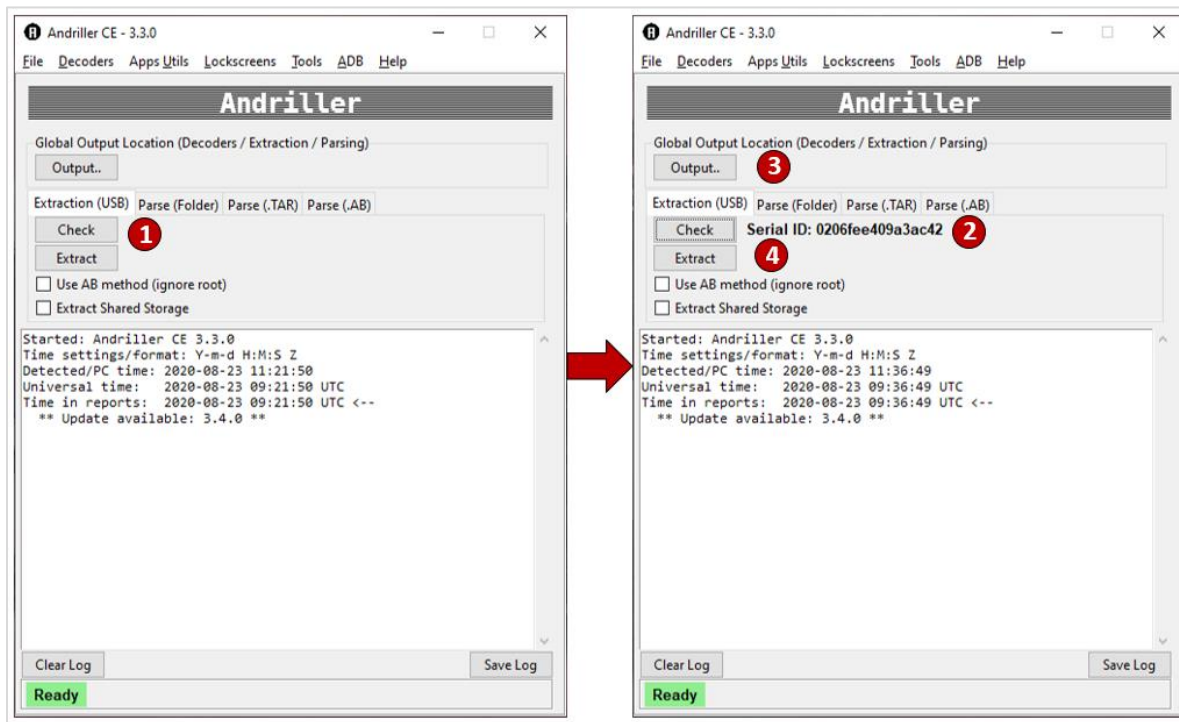 Andriller CE - 3.3.0
File Decoders Apps Utils Lockscreens Tools ADB Help
Andriller
Global Output Location (Decoders / Extraction / Parsing)
Output..
Extraction (USB) Parse (Folder) Parse (.TAR) Parse (.AB)
Check 1
Extract
Use AB method (ignore root)
Extract Shared Storage
Started: Andriller CE 3.3.0
Time settings/format: Y-m-d H:M:S Z
Detected/PC time: 2020-08-23 11:21:50
Universal time: 2020-08-23 09:21:50 UTC
Time in reports: 2020-08-23 09:21:50 UTC <--
** Update available: 3.4.0 **
Clear Log Save Log
Ready
Andriller CE - 3.3.0
File Decoders Apps Utils Lockscreens Tools ADB Help
Andriller
Global Output Location (Decoders / Extraction / Parsing)
Output.. 3
Extraction (USB) Parse (Folder) Parse (.TAR) Parse (.AB)
Check Serial ID: 0206fee409a3ac42 2
Extract 4
Use AB method (ignore root)
Extract Shared Storage
Started: Andriller CE 3.3.0
Time settings/format: Y-m-d H:M:S Z
Detected/PC time: 2020-08-23 11:36:49
Universal time: 2020-08-23 09:36:49 UTC
Time in reports: 2020-08-23 09:36:49 UTC <--
** Update available: 3.4.0 **
Clear Log Save Log
Ready